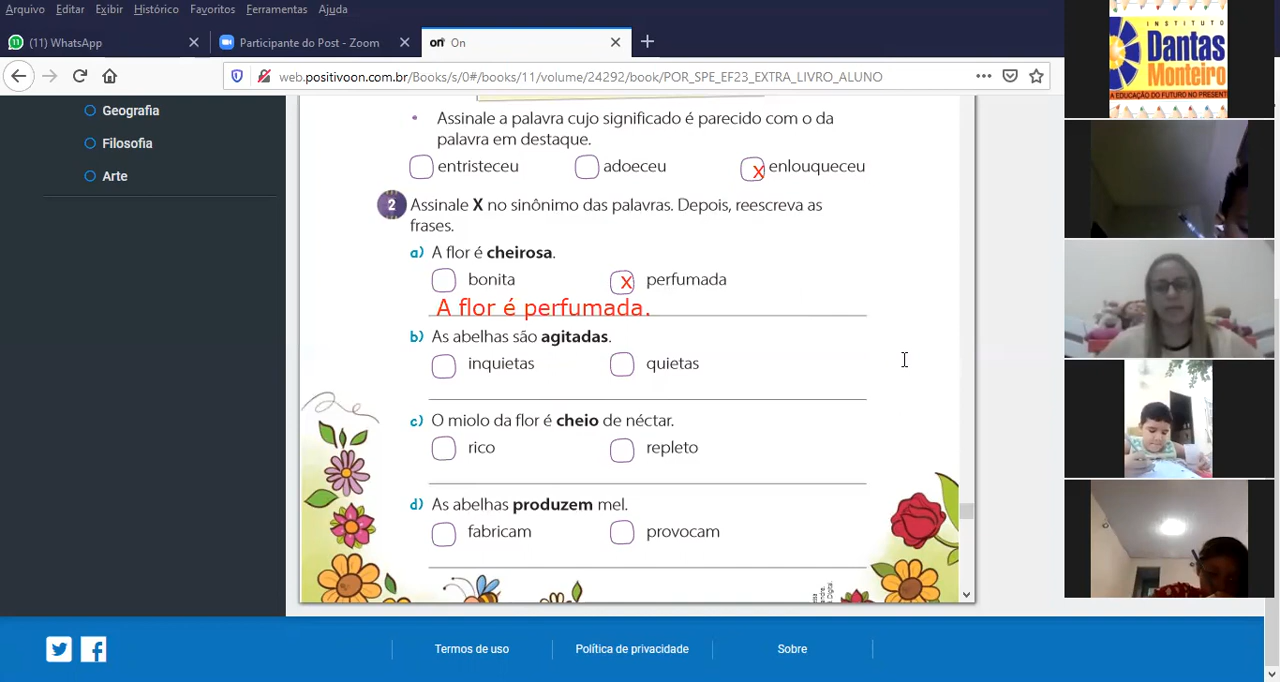 Arquivo Editar Exibir Histórico Favoritos Ferramentas Ajuda
(11) WhatsApp
Participante do Post - Zoom
on On
web.positivoon.com.br/Books/v/0#/books/11/volume/24292/book/POR_SPE_EF23_EXTRA_LIVRO_ALUNO
Geografia
Filosofia
Arte
• Assinale a palavra cujo significado é parecido com o da
palavra em destaque.
entristeceu adoeceu x enlouqueceu
2 Assinale X no sinônimo das palavras. Depois, reescreva as
frases.
a) A flor é cheirosa.
bonita x perfumada
A flor é perfumada.
b) As abelhas são agitadas.
inquietas quietas
c) O miolo da flor é cheio de néctar.
rico repleto
d) As abelhas produzem mel.
fabricam provocam
Termos de uso Política de privacidade Sobre
INSTITUTO
Dantas
Monteiro
A EDUCAÇÃO DO FUTURO NO PRESENTE